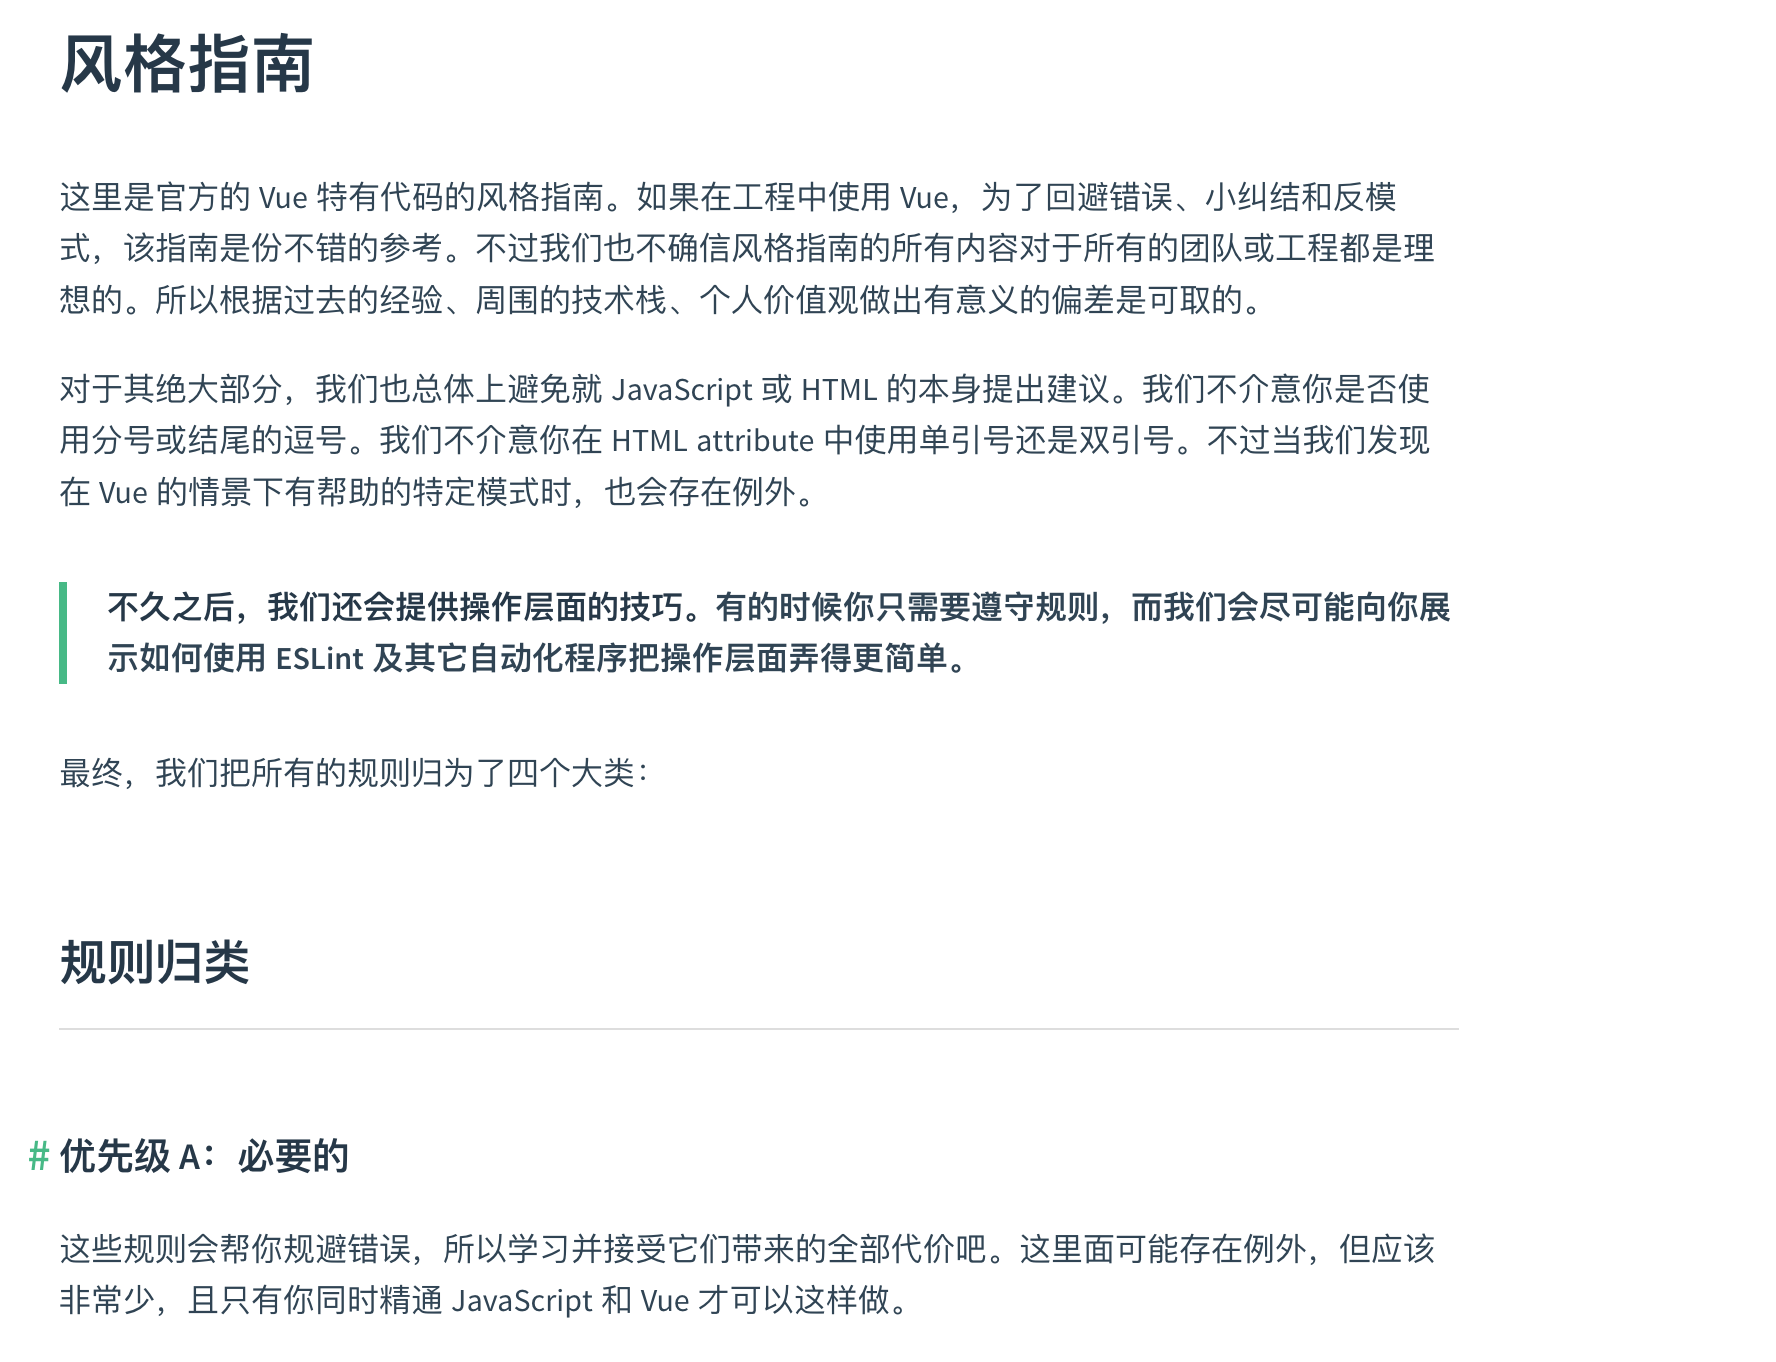 风格指南
这里是官方的 Vue 特有代码的风格指南。如果在工程中使用 Vue，为了回避错误、小纠结和反模
式，该指南是份不错的参考。不过我们也不确信风格指南的所有内容对于所有的团队或工程都是理
想的。所以根据过去的经验、周围的技术栈、个人价值观做出有意义的偏差是可取的。
对于其绝大部分，我们也总体上避免就 JavaScript 或 HTML 的本身提出建议。我们不介意你是否使
用分号或结尾的逗号。我们不介意你在 HTML attribute 中使用单引号还是双引号。不过当我们发现
在 Vue 的情景下有帮助的特定模式时，也会存在例外。
不久之后，我们还会提供操作层面的技巧。有的时候你只需要遵守规则，而我们会尽可能向你展
示如何使用 ESLint 及其它自动化程序把操作层面弄得更简单。
最终，我们把所有的规则归为了四个大类：
规则归类
# 优先级 A：必要的
这些规则会帮你规避错误，所以学习并接受它们带来的全部代价吧。这里面可能存在例外，但应该
非常少，且只有你同时精通 JavaScript 和 Vue 才可以这样做。